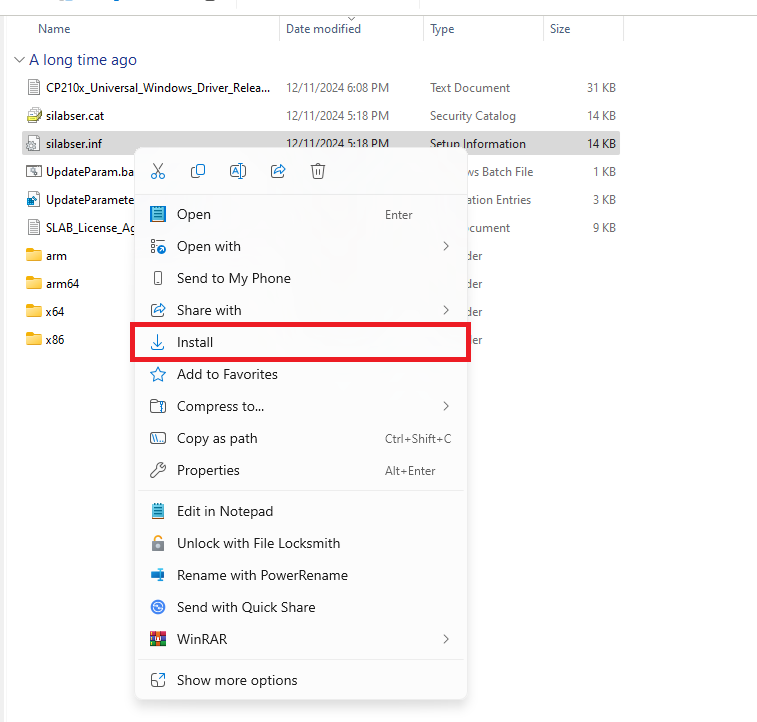 Name Date modified Type Size
A long time ago
CP210x_Universal_Windows_Driver_Relea... 12/11/2024 6:08 PM Text Document 31 KB
silabser.cat 12/11/2024 5:18 PM Security Catalog 14 KB
silabser.inf 12/11/2024 5:18 PM Setup Information 14 KB
UpdateParam.ba ws Batch File 1 KB
UpdateParamete ation Entries 3 KB
SLAB_License_Ag ocument 9 KB
arm der
arm64 der
x64 der
x86 er
Open Enter
Open with
Send to My Phone
Share with
Install
Add to Favorites
Compress to...
Copy as path Ctrl+Shift+C
Properties Alt+Enter
Edit in Notepad
Unlock with File Locksmith
Rename with PowerRename
Send with Quick Share
WinRAR
Show more options